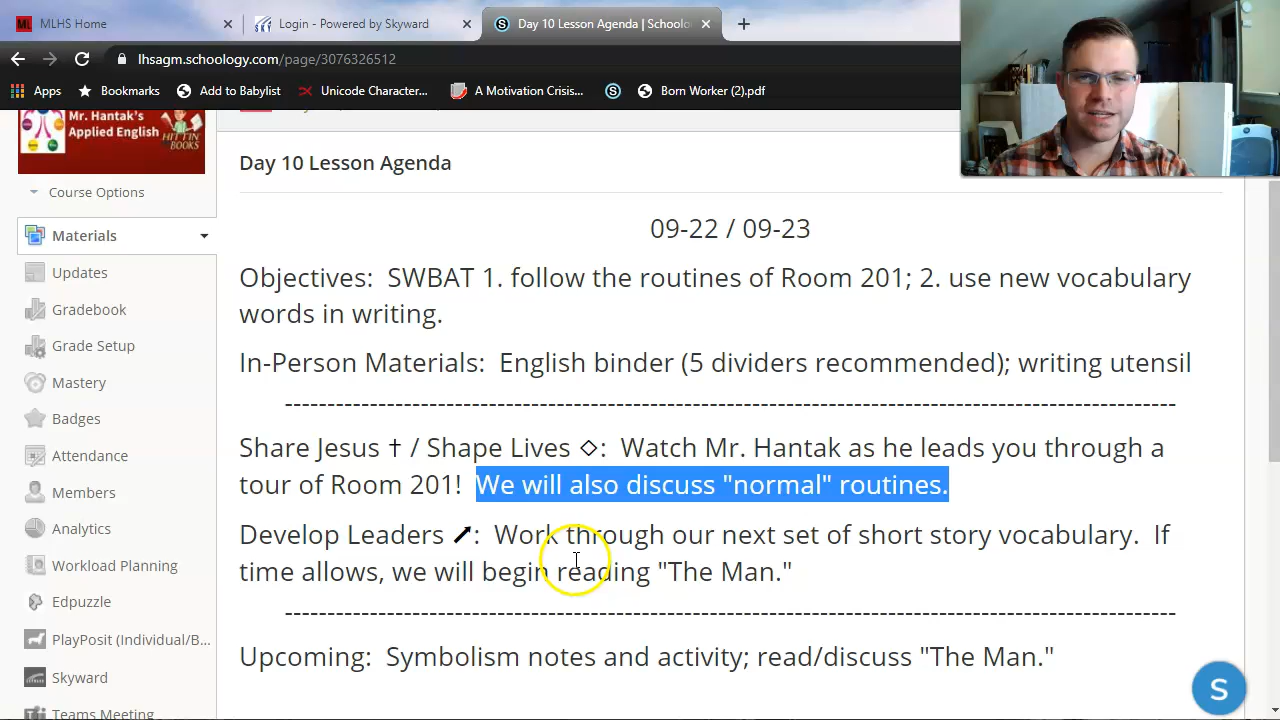 MLHS Home
Login - Powered by Skyward
Day 10 Lesson Agenda | Schoolo
lhsagm.schoology.com/page/3076326512
Apps
Bookmarks
Add to Babylist
Unicode Character...
A Motivation Crisis...
Born Worker (2).pdf
Mr. Hantak's
Applied English
HITTIN'
BOOKS
Course Options
Materials
Updates
Gradebook
Grade Setup
Mastery
Badges
Attendance
Members
Analytics
Workload Planning
Edpuzzle
PlayPosit (Individual/B...
Skyward
Teams Meeting
Day 10 Lesson Agenda
09-22 / 09-23
Objectives: SWBAT 1. follow the routines of Room 201; 2. use new vocabulary
words in writing.
In-Person Materials: English binder (5 dividers recommended); writing utensil
Share Jesus † / Shape Lives ◇: Watch Mr. Hantak as he leads you through a
tour of Room 201! We will also discuss "normal" routines.
Develop Leaders : Work through our next set of short story vocabulary. If
time allows, we will begin reading "The Man."
Upcoming: Symbolism notes and activity; read/discuss "The Man."
S